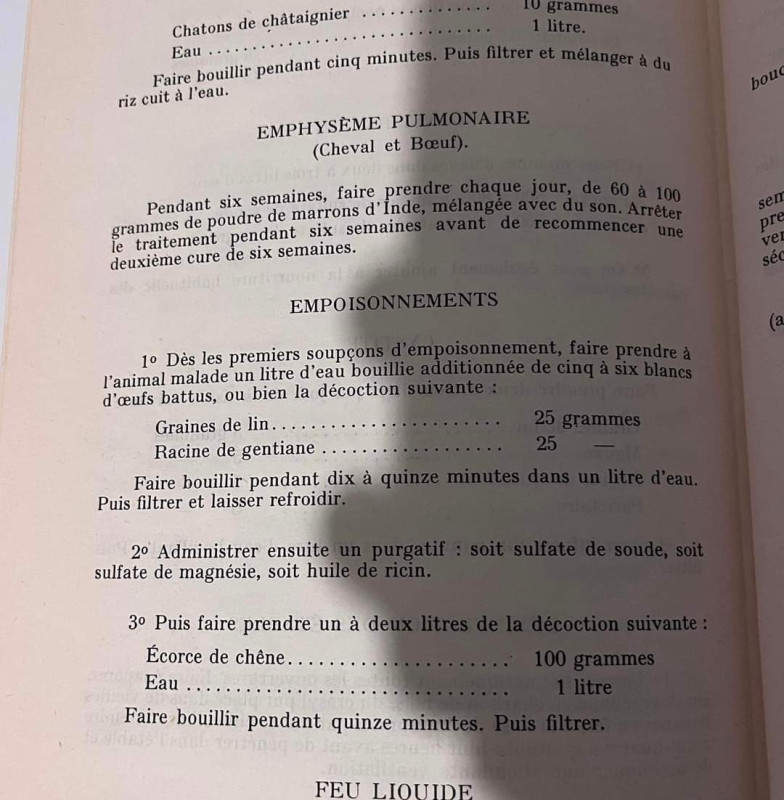 Chatons de châtaignier .............. 10 grammes
Eau .............................. 1 litre.
Faire bouillir pendant cinq minutes. Puis filtrer et mélanger à du
riz cuit à l'eau.
EMPHYSÈME PULMONAIRE
(Cheval et Bœuf).
Pendant six semaines, faire prendre chaque jour, de 60 à 100
grammes de poudre de marrons d'Inde, mélangée avec du son. Arrêter
le traitement pendant six semaines avant de recommencer une
deuxième cure de six semaines.
EMPOISONNEMENTS
1º Dès les premiers soupçons d'empoisonnement, faire prendre à
l'animal malade un litre d'eau bouillie additionnée de cinq à six blancs
d'œufs battus, ou bien la décoction suivante :
Graines de lin....................... 25 grammes
Racine de gentiane .................. 25 —
Faire bouillir pendant dix à quinze minutes dans un litre d'eau.
Puis filtrer et laisser refroidir.
2º Administrer ensuite un purgatif : soit sulfate de soude, soit
sulfate de magnésie, soit huile de ricin.
3º Puis faire prendre un à deux litres de la décoction suivante :
Écorce de chêne...................... 100 grammes
Eau ................................ 1 litre
Faire bouillir pendant quinze minutes. Puis filtrer.
FEU LIQUIDE